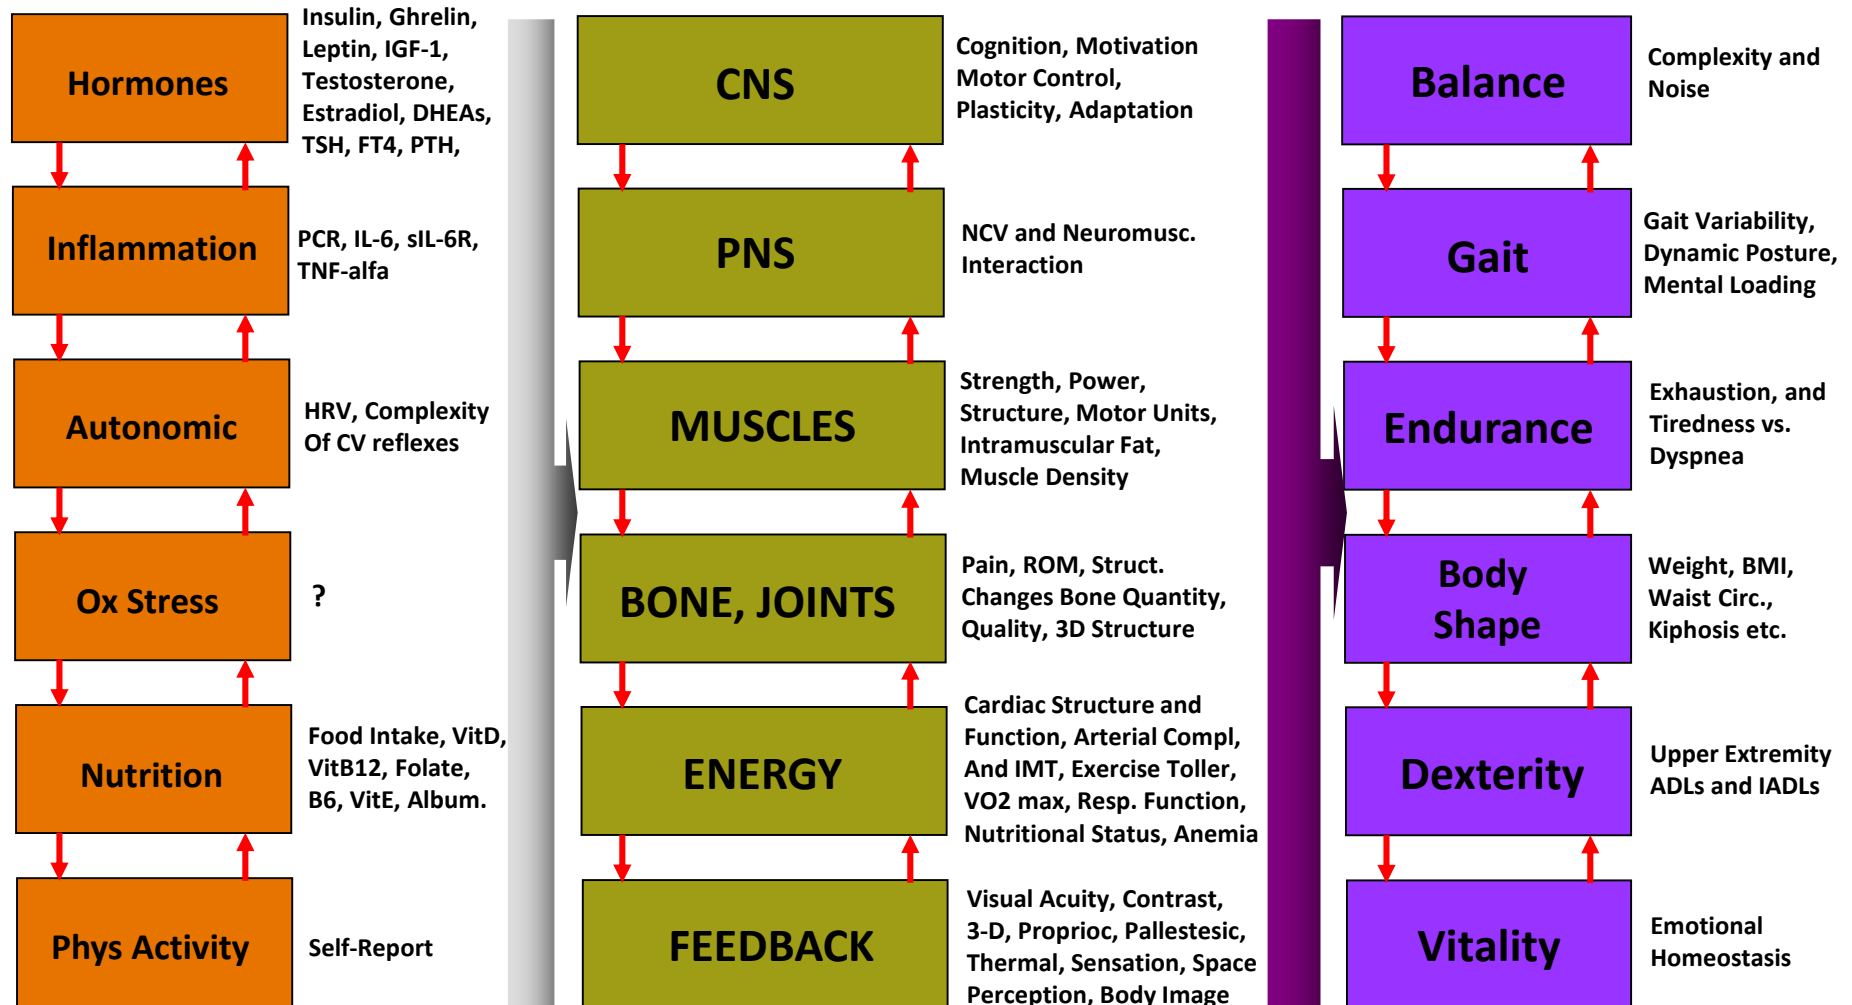 Hormones
Insulin, Ghrelin,
Leptin, IGF-1,
Testosterone,
Estradiol, DHEAs,
TSH, FT4, PTH,
Inflammation
PCR, IL-6, sIL-6R,
TNF-alfa
Autonomic
HRV, Complexity
Of CV reflexes
Ox Stress
?
Nutrition
Food Intake, VitD,
VitB12, Folate,
B6, VitE, Album.
Phys Activity
Self-Report
CNS
Cognition, Motivation
Motor Control,
Plasticity, Adaptation
PNS
NCV and Neuromusc.
Interaction
MUSCLES
Strength, Power,
Structure, Motor Units,
Intramuscular Fat,
Muscle Density
BONE, JOINTS
Pain, ROM, Struct.
Changes Bone Quantity,
Quality, 3D Structure
ENERGY
Cardiac Structure and
Function, Arterial Compl,
And IMT, Exercise Toller,
VO2 max, Resp. Function,
Nutritional Status, Anemia
FEEDBACK
Visual Acuity, Contrast,
3-D, Proprioc, Pallestesic,
Thermal, Sensation, Space
Perception, Body Image
Balance
Complexity and
Noise
Gait
Gait Variability,
Dynamic Posture,
Mental Loading
Endurance
Exhaustion, and
Tiredness vs.
Dyspnea
Body
Shape
Weight, BMI,
Waist Circ.,
Kiphosis etc.
Dexterity
Upper Extremity
ADLs and IADLs
Vitality
Emotional
Homeostasis